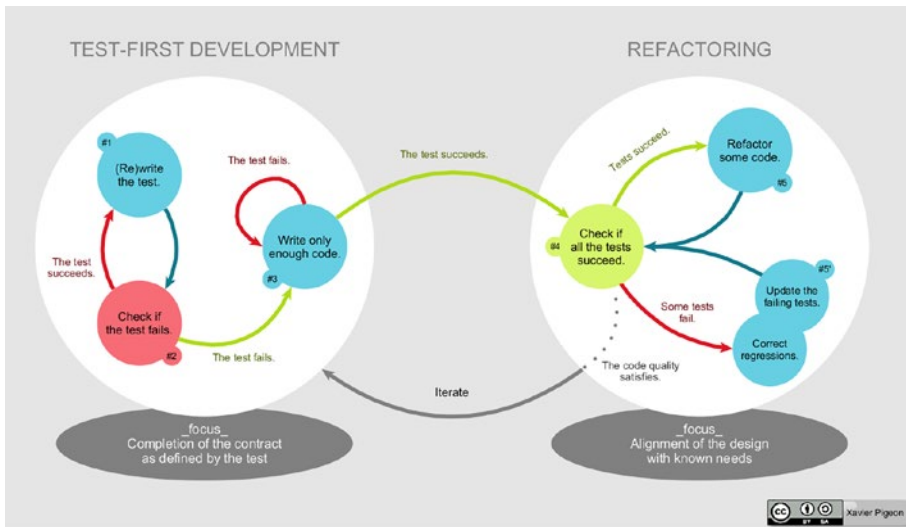 TEST-FIRST DEVELOPMENT
REFACTORING
#1
(Re)write
the test.
The test
succeeds.
Check if
the test fails.
#2
The test fails.
The test fails.
Write only
enough code.
#3
The test succeeds.
Tests succeed.
Refactor
some code.
#5
#4
Check if
all the tests
succeed.
#5'
Update the
failing tests.
Some tests
fail.
Correct
regressions.
The code quality
satisfies.
Iterate
_focus_
Completion of the contract
as defined by the test
_focus_
Alignment of the design
with known needs
cc
BY SA
Xavier Pigeon